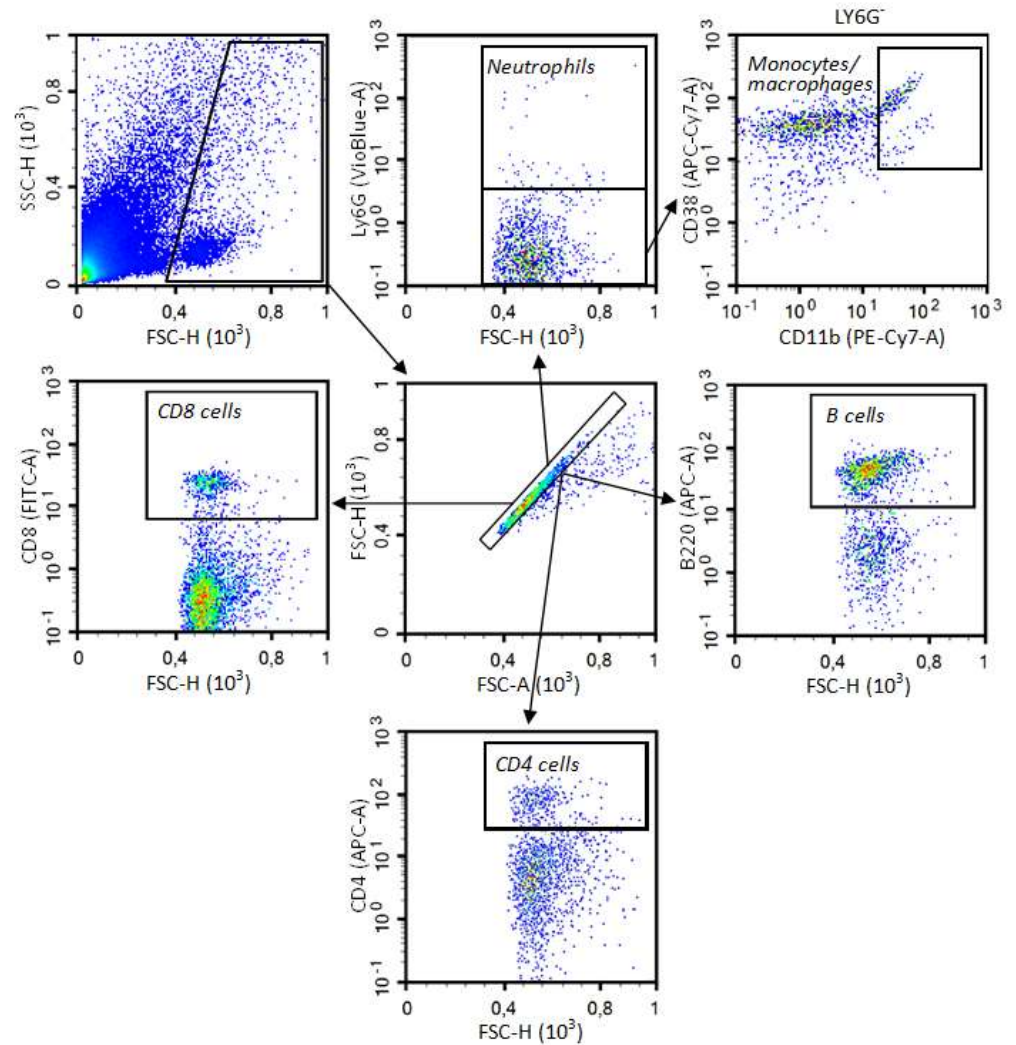 LY6G⁻
1
0,8
0,4
0
SSC-H (10³)
0 0,4 0,8 1
FSC-H (10³)
10³
10²
10¹
10⁰
10⁻¹
Ly6G (VioBlue-A)
Neutrophils
0 0,4 0,8 1
FSC-H (10³)
10³
10²
10¹
10⁰
10⁻¹
CD38 (APC-Cy7-A)
Monocytes/
macrophages
10⁻¹ 10⁰ 10¹ 10² 10³
CD11b (PE-Cy7-A)
10³
10²
10¹
10⁰
10⁻¹
CD8 (FITC-A)
CD8 cells
0 0,4 0,8 1
FSC-H (10³)
1
0,8
0,4
0
FSC-H (10³)
0 0,4 0,8 1
FSC-A (10³)
10³
10²
10¹
10⁰
10⁻¹
B220 (APC-A)
B cells
0 0,4 0,8 1
FSC-H (10³)
10³
10²
10¹
10⁰
10⁻¹
CD4 (APC-A)
CD4 cells
0 0,4 0,8 1
FSC-H (10³)